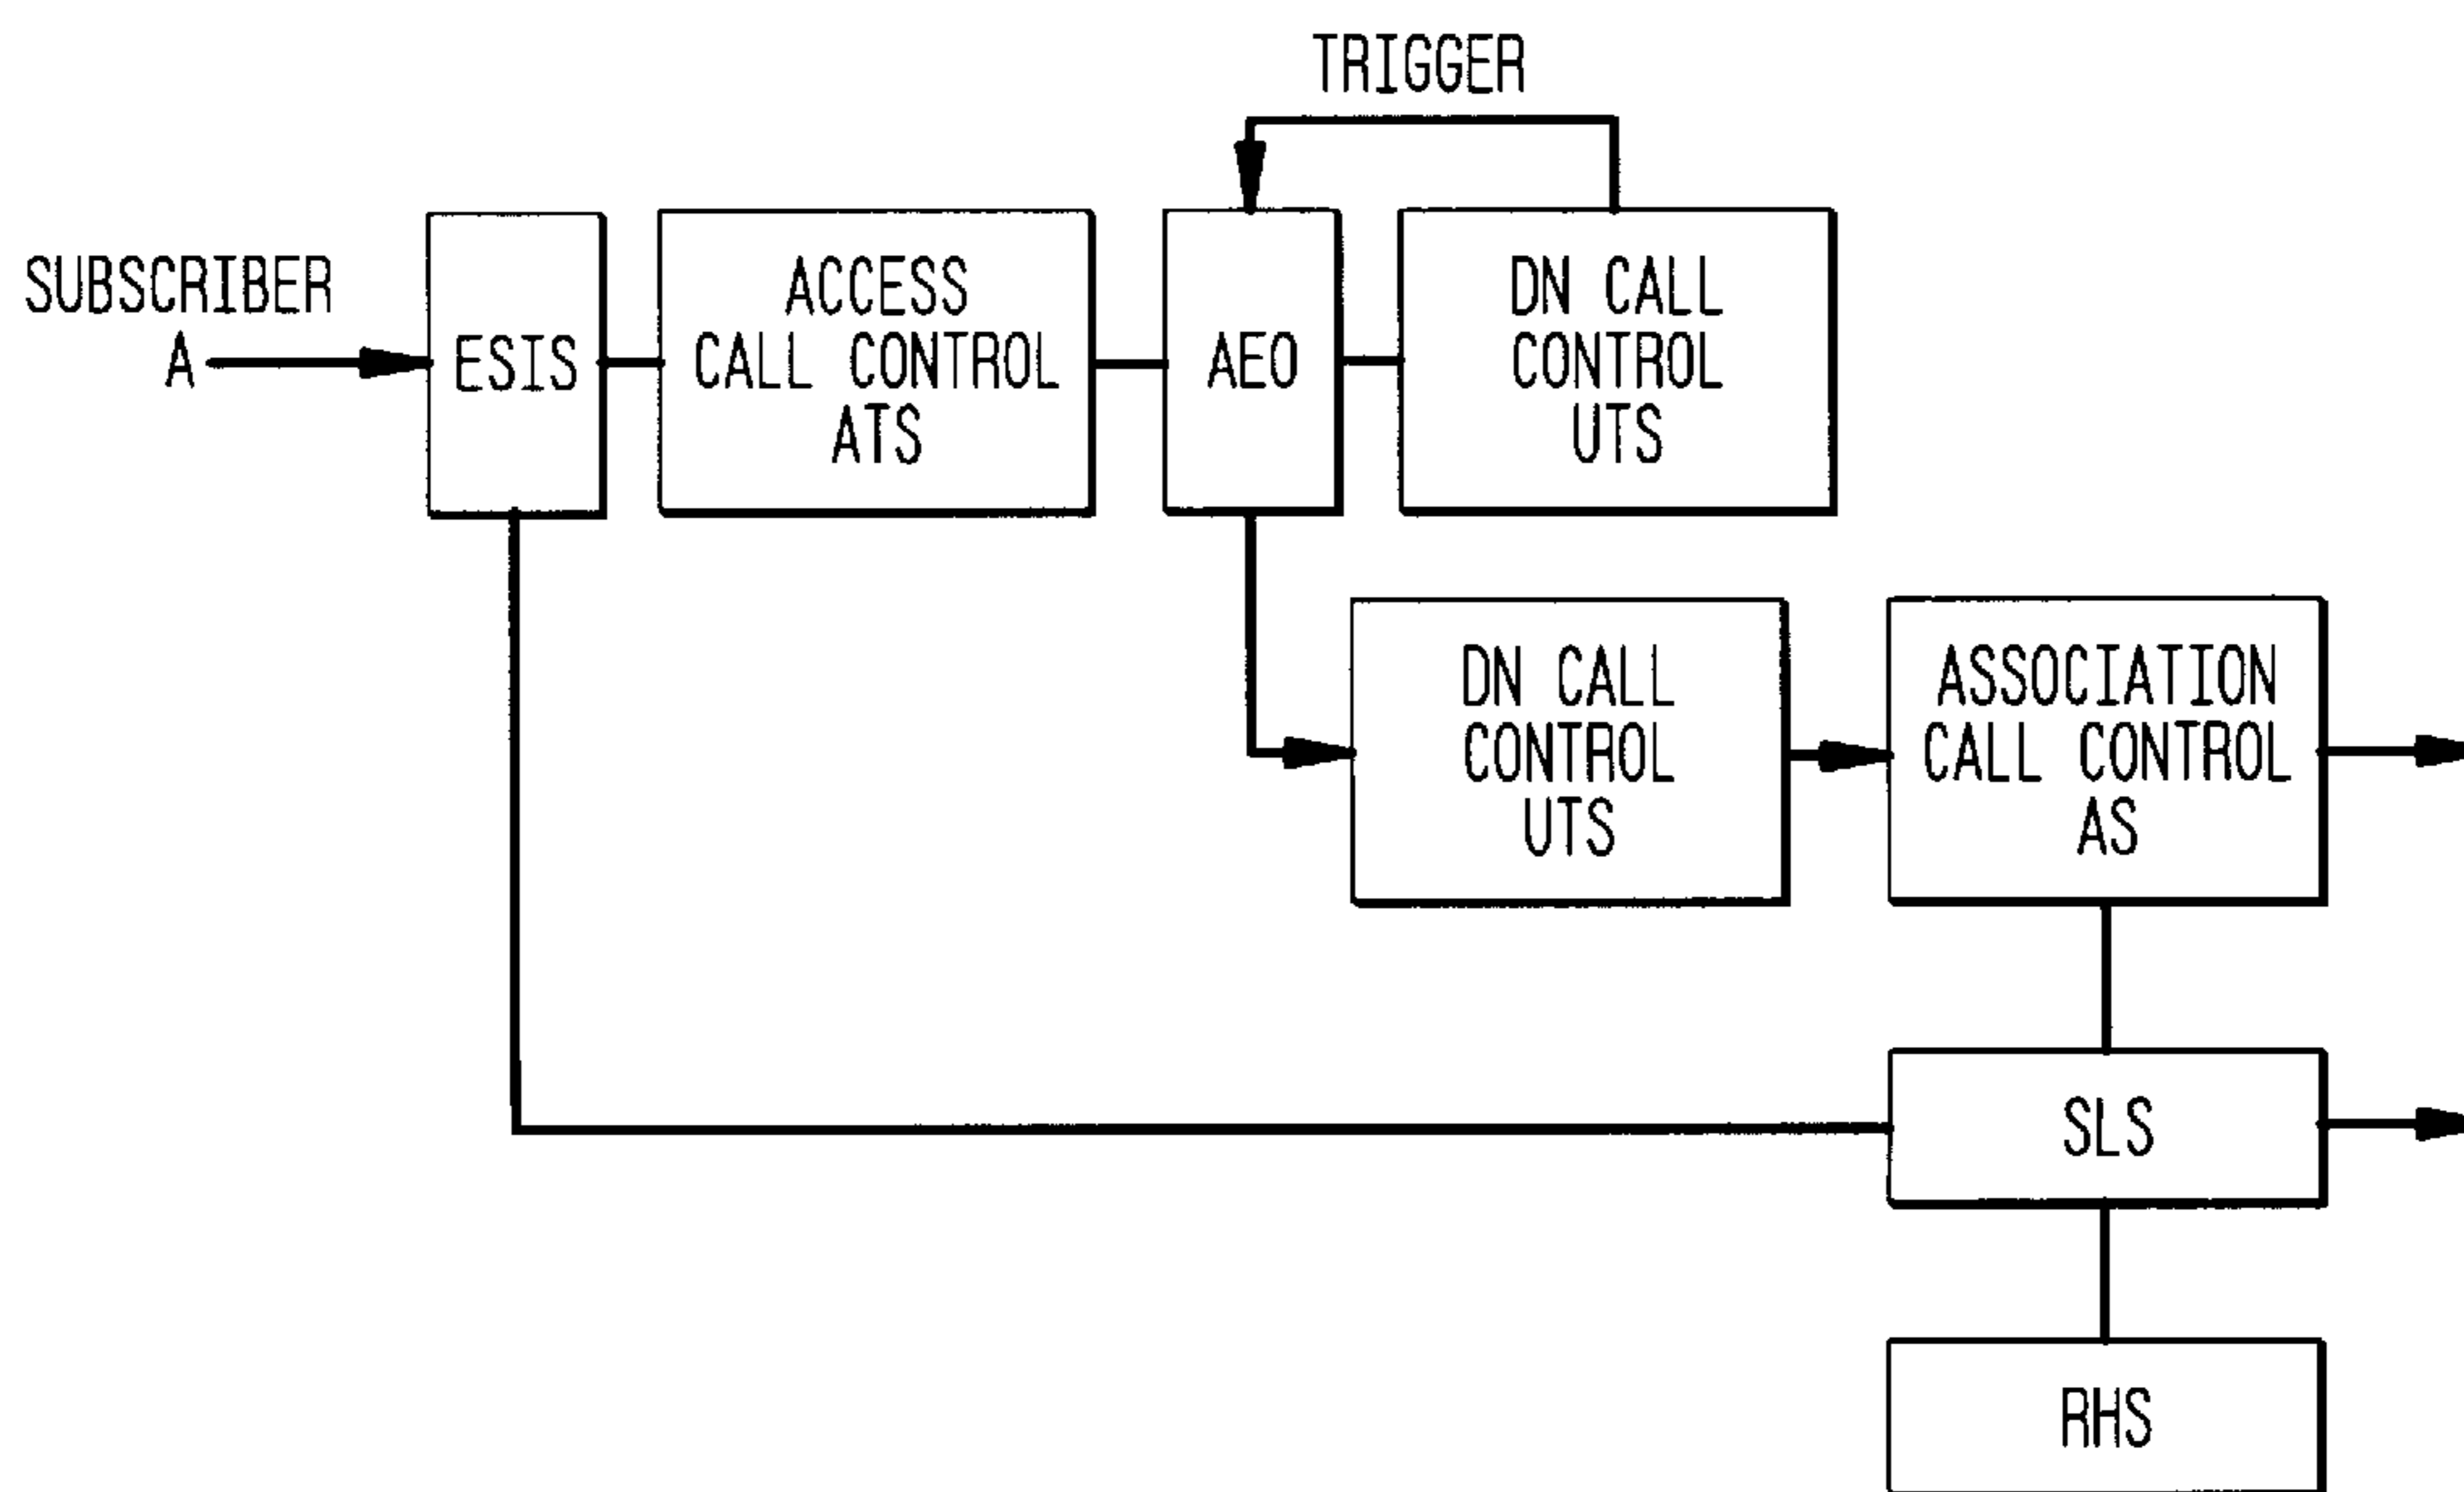 TRIGGER
SUBSCRIBER
A
ESIS
ACCESS
CALL CONTROL
ATS
AEO
DN CALL
CONTROL
UTS
DN CALL
CONTROL
UTS
ASSOCIATION
CALL CONTROL
AS
SLS
RHS